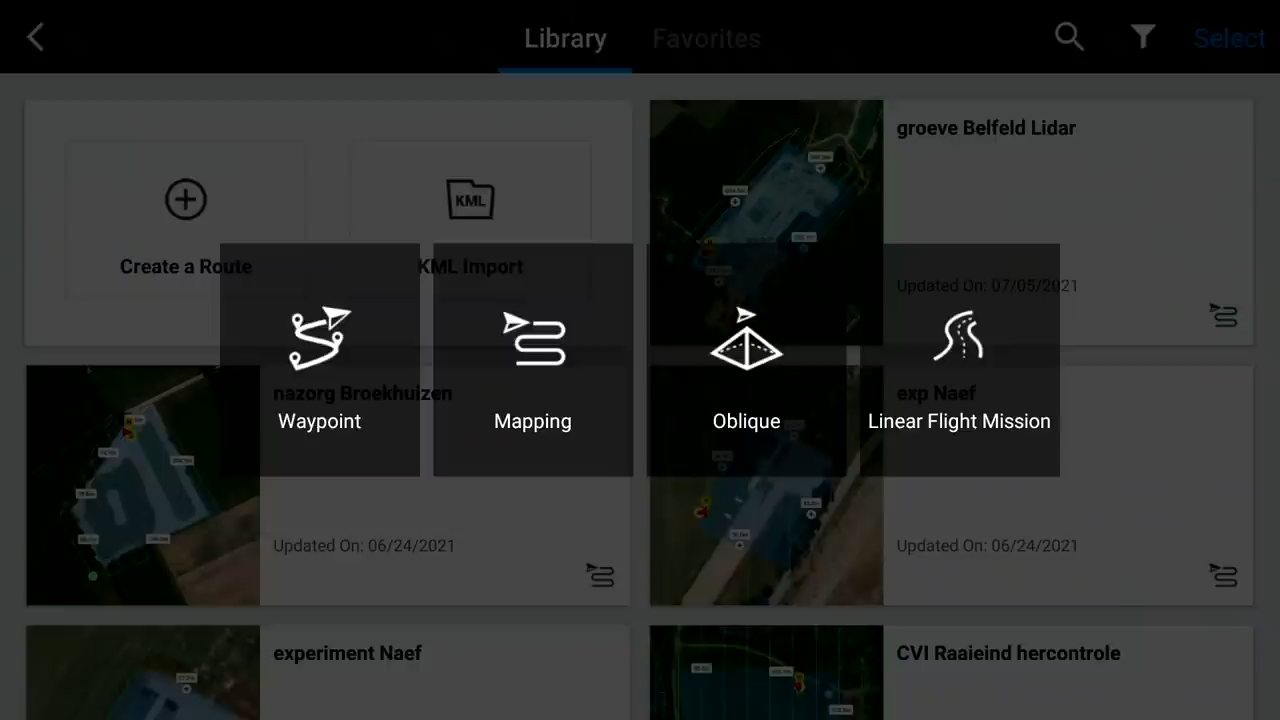 Library
Favorites
Select
groeve Belfeld Lidar
KML
Create a Route
KML Import
Updated On: 07/05/2021
nazorg Broekhuizen
exp Naef
Waypoint
Mapping
Oblique
Linear Flight Mission
Updated On: 06/24/2021
Updated On: 06/24/2021
experiment Naef
CVI Raaieind hercontrole